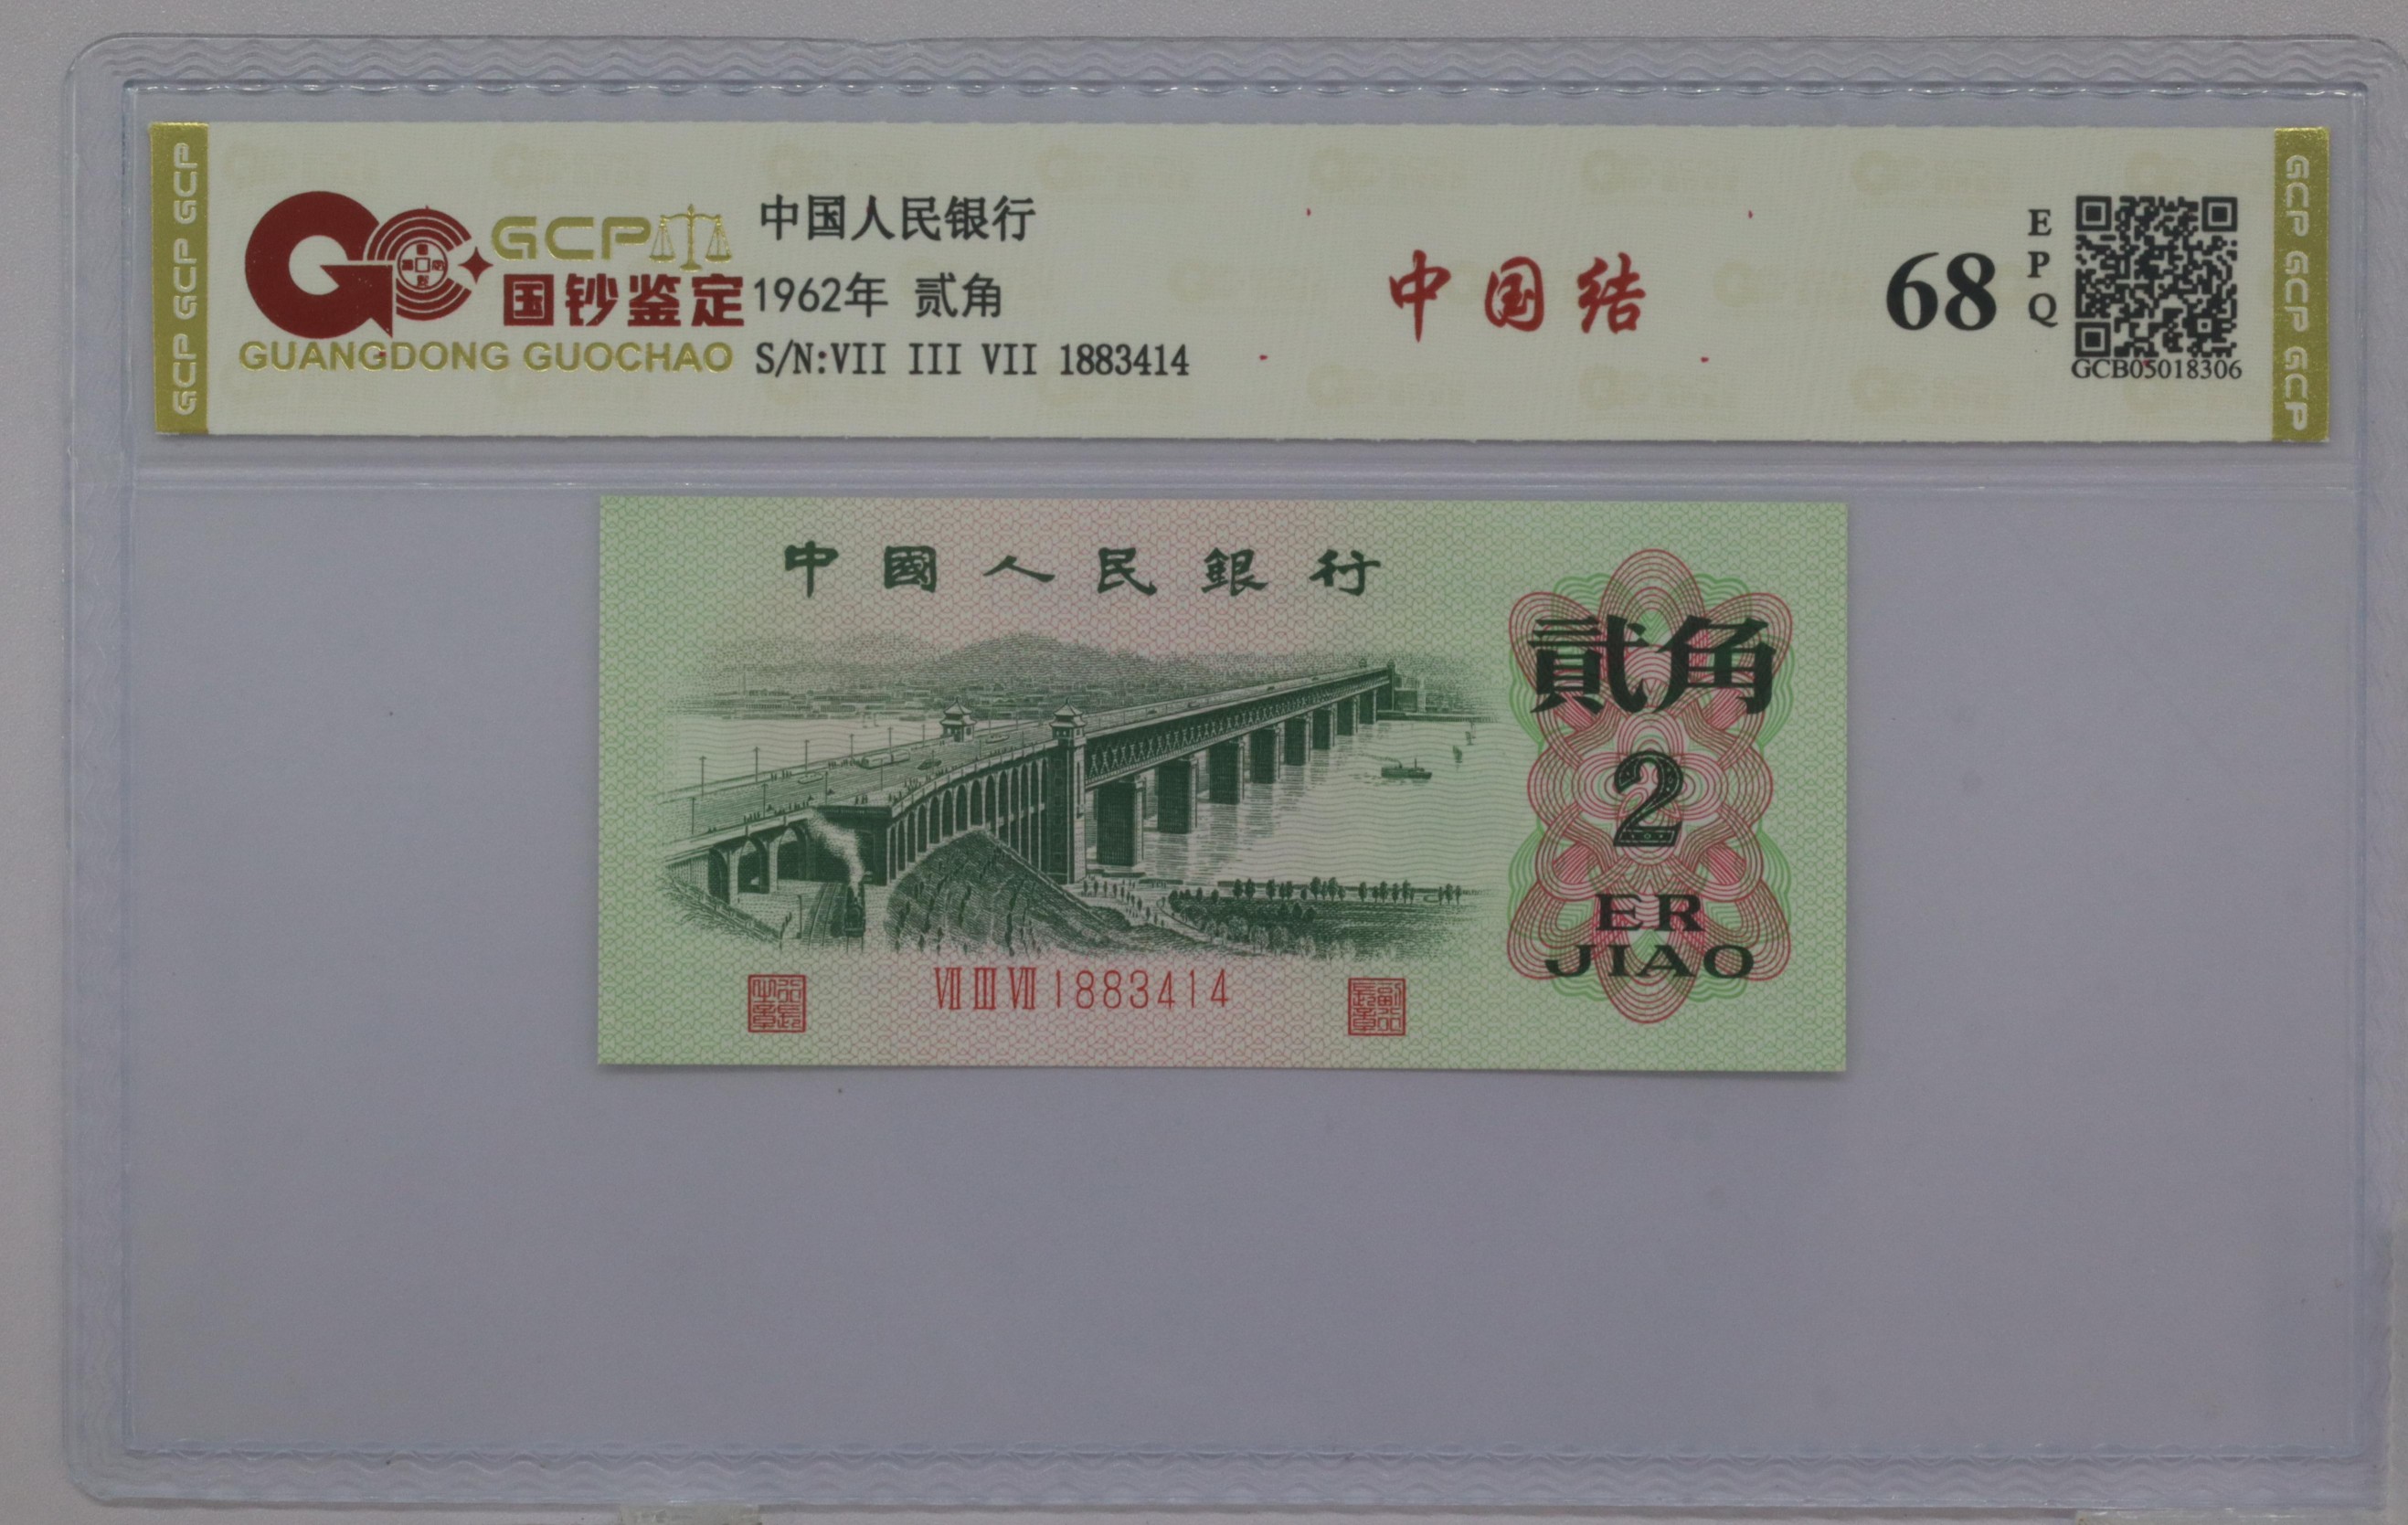 GCP GCP GCP
GCP
国钞鉴定
GUANGDONG GUOCHAO
中国人民银行
1962年 贰角
S/N:VII III VII 1883414
中国结
68
EPQ
GCB05018306
GCP GCP GCP
中國人民銀行
貳角
2
ER
JIAO
VII III VII 1883414